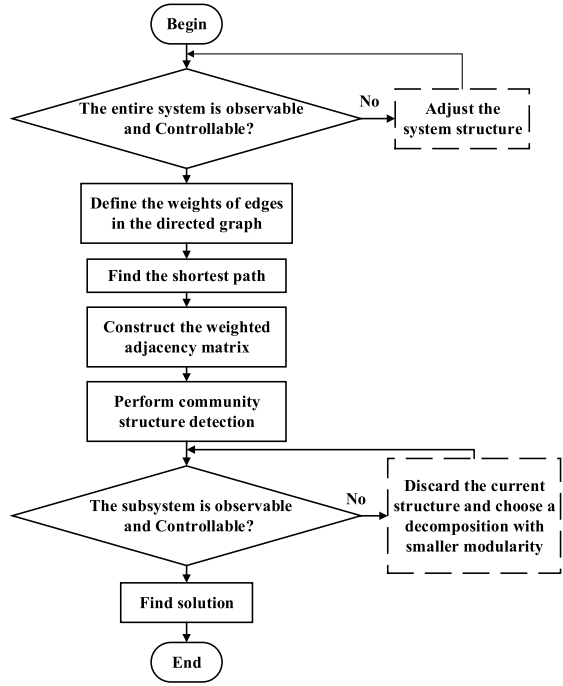 Begin
The entire system is observable
and Controllable?
No
Adjust the
system structure
Define the weights of edges
in the directed graph
Find the shortest path
Construct the weighted
adjacency matrix
Perform community
structure detection
The subsystem is observable
and Controllable?
No
Discard the current
structure and choose a
decomposition with
smaller modularity
Find solution
End